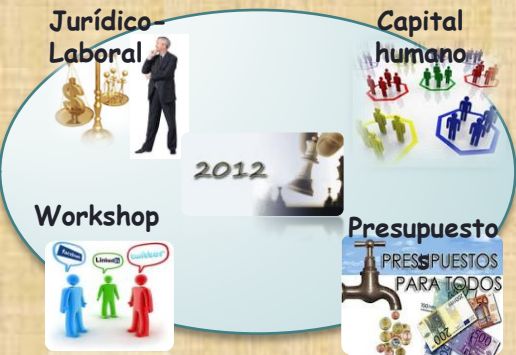 Jurídico-
Laboral
Capital
humano
2012
Workshop
facebook
LinkedIn
twitter
Presupuesto
s
PRESUPUESTOS
PARA TODOS